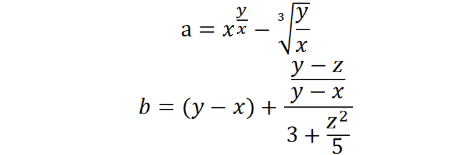 a = x^(y/x) − ∛(y/x)
b = (y − x) + ((y − z)/(y − x))/(3 + z²/5)